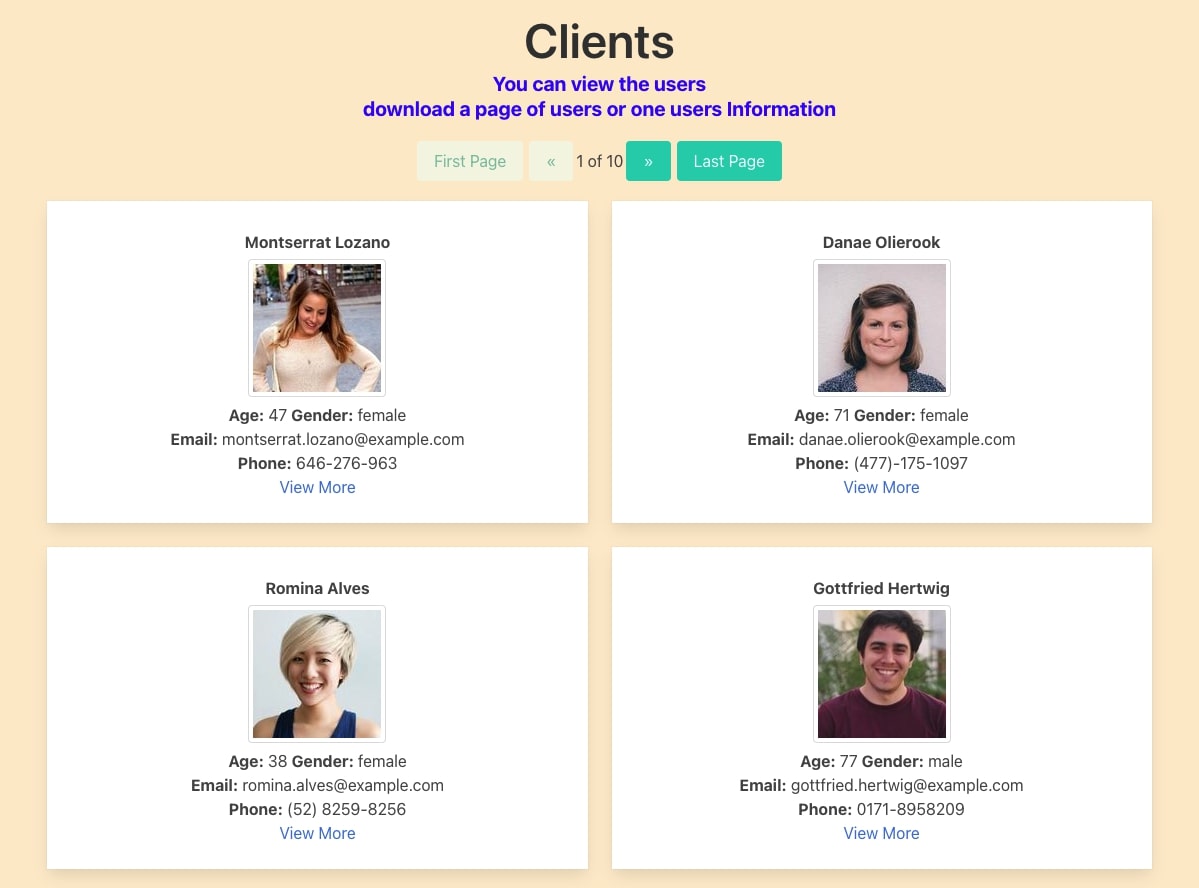 Clients
You can view the users
download a page of users or one users Information
First Page « 1 of 10 » Last Page
Montserrat Lozano
Age: 47 Gender: female
Email: montserrat.lozano@example.com
Phone: 646-276-963
View More
Danae Olierook
Age: 71 Gender: female
Email: danae.olierook@example.com
Phone: (477)-175-1097
View More
Romina Alves
Age: 38 Gender: female
Email: romina.alves@example.com
Phone: (52) 8259-8256
View More
Gottfried Hertwig
Age: 77 Gender: male
Email: gottfried.hertwig@example.com
Phone: 0171-8958209
View More